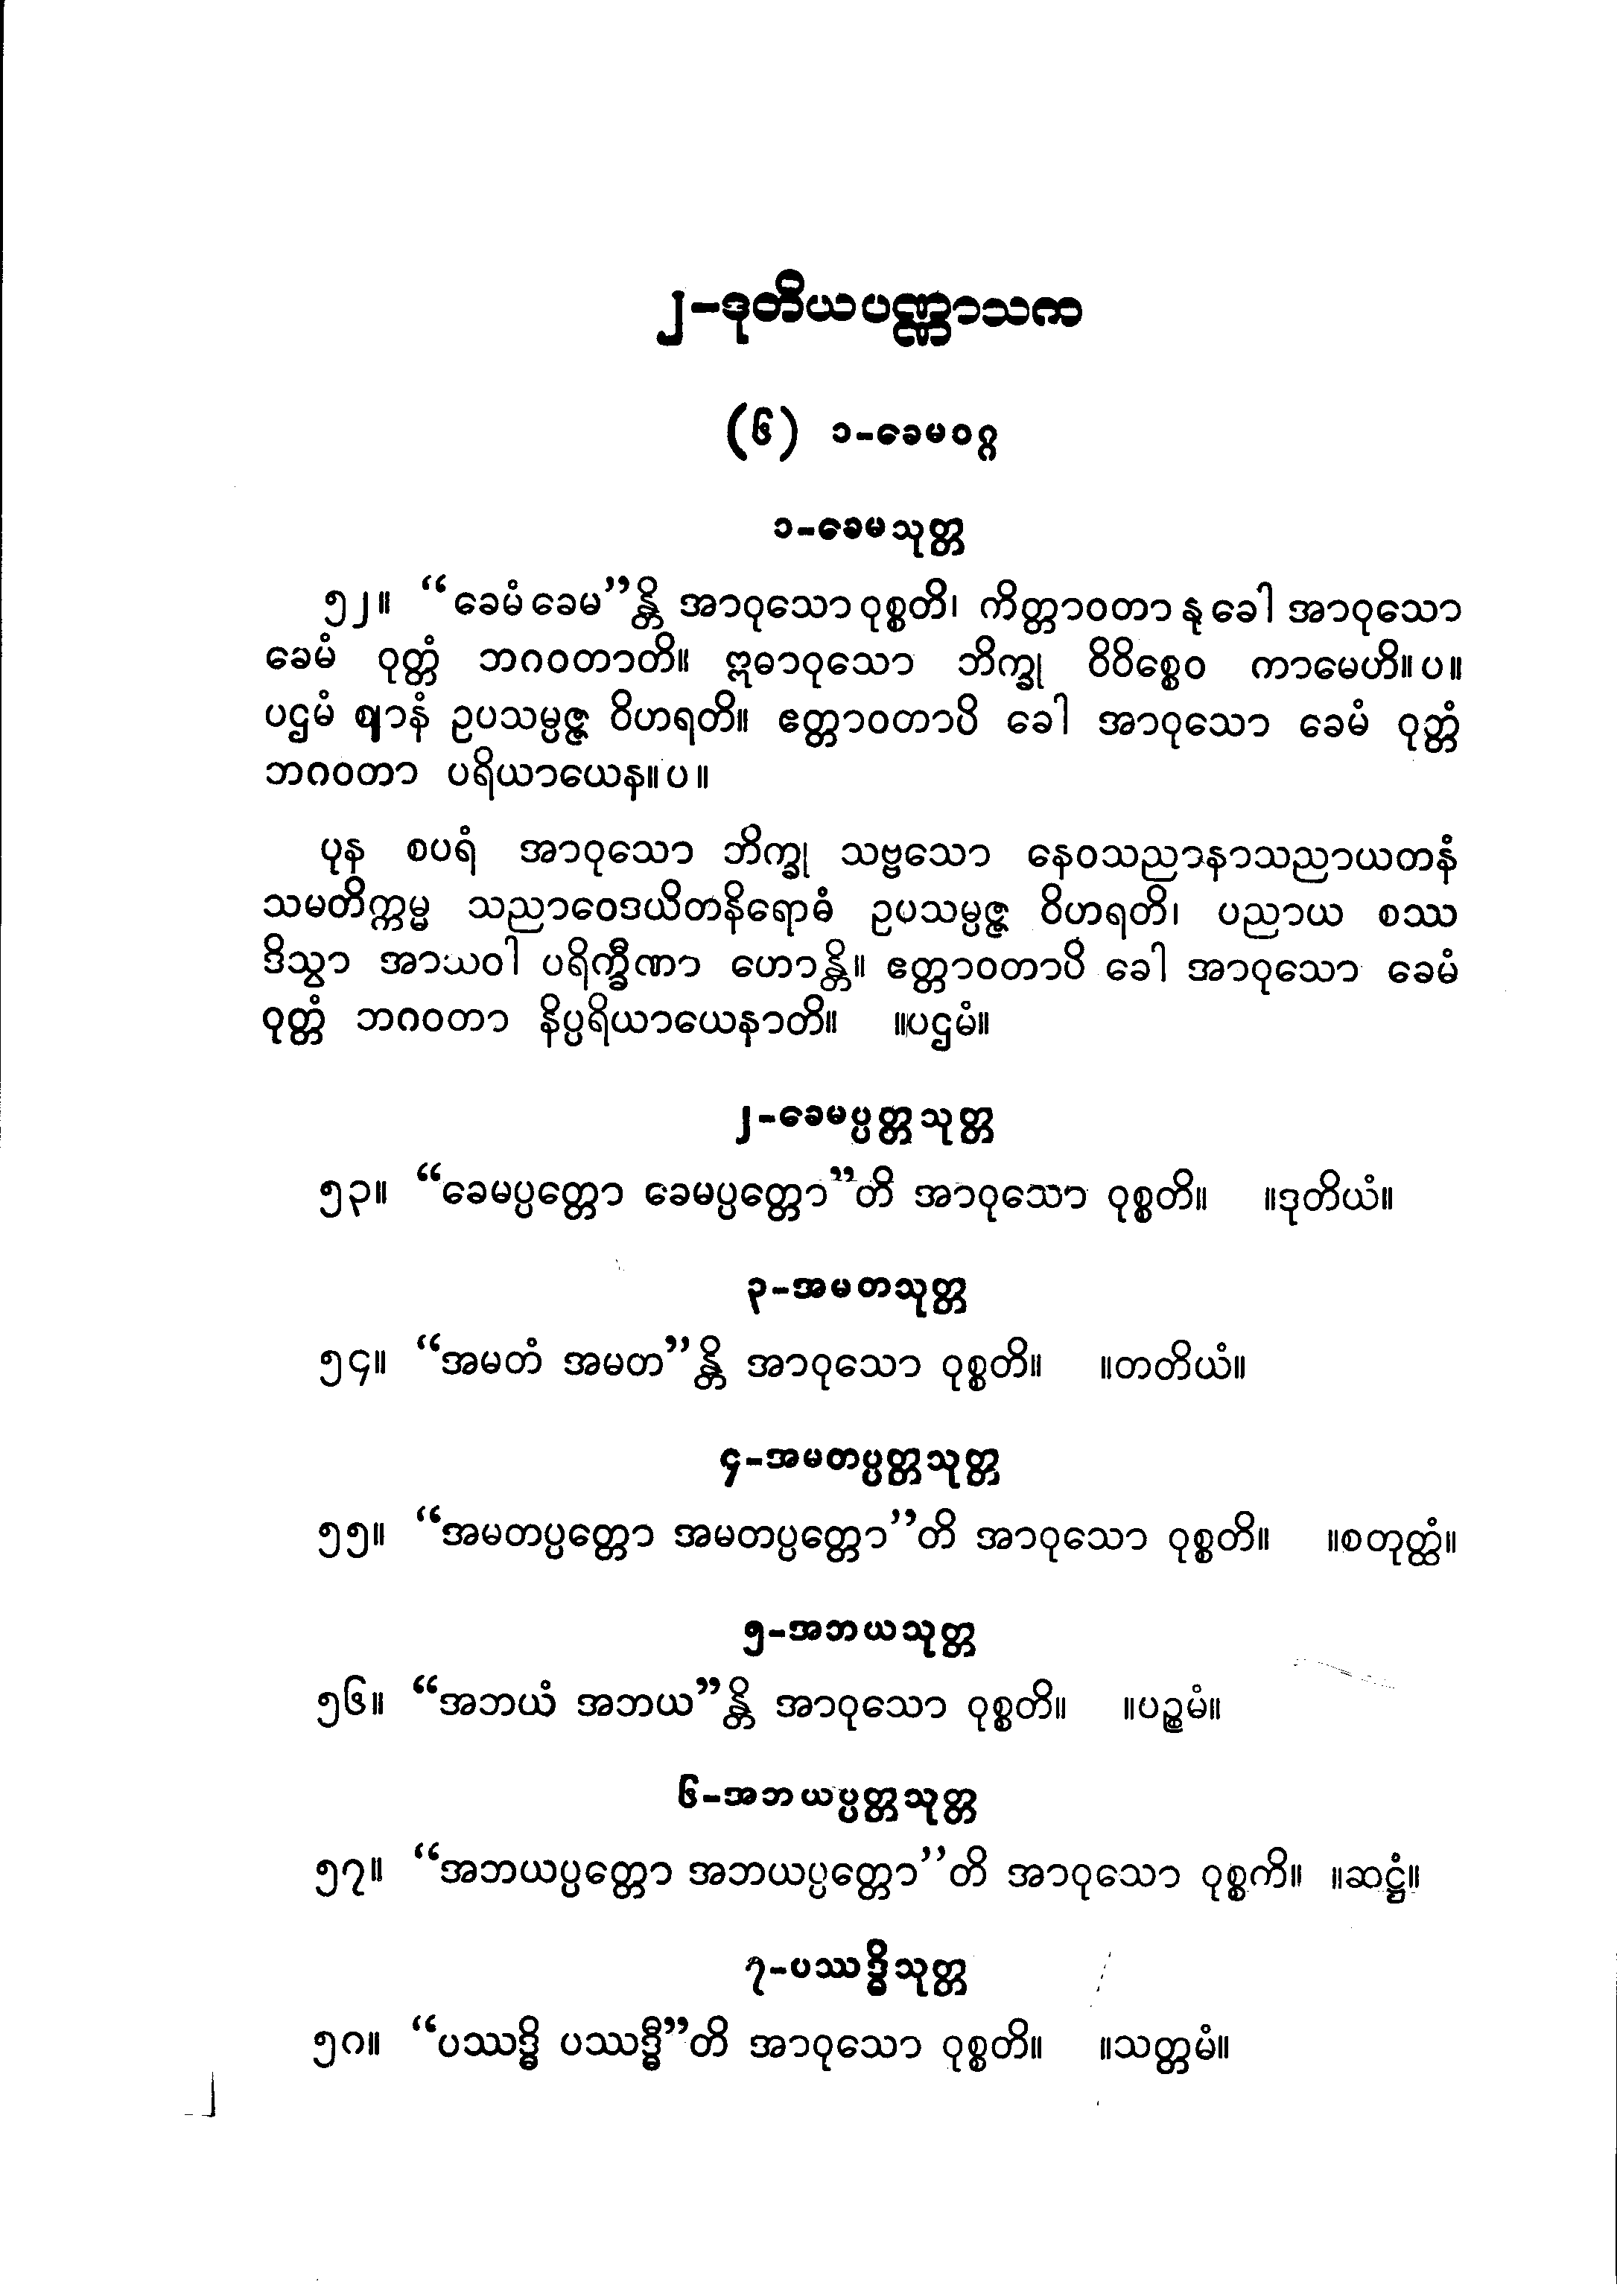 ၂-ဒုတိယပဏ္ဏာသက
(၆) ၁-ခေမဝဂ္ဂ
၁-ခေမသုတ္တ
၅၂။ “ခေမံ ခေမ”န္တိ အာဝုသော ဝုစ္စတိ၊ ကိတ္တာဝတာ နု ခေါ အာဝုသော
ခေမံ ဝုတ္တံ ဘဂဝတာတိ။ ဣဓာဝုသော ဘိက္ခု ဝိဝိစ္စေဝ ကာမေဟိ။ပ။
ပဌမံ ဈာနံ ဥပသမ္ပဇ္ဇ ဝိဟရတိ။ ဧတ္တာဝတာပိ ခေါ အာဝုသော ခေမံ ဝုတ္တံ
ဘဂဝတာ ပရိယာယေန။ပ။
ပုန စပရံ အာဝုသော ဘိက္ခု သဗ္ဗသော နေဝသညာနာသညာယတနံ
သမတိက္ကမ္မ သညာဝေဒယိတနိရောဓံ ဥပသမ္ပဇ္ဇ ဝိဟရတိ၊ ပညာယ စဿ
ဒိသွာ အာသဝါ ပရိက္ခီဏာ ဟောန္တိ။ ဧတ္တာဝတာပိ ခေါ အာဝုသော ခေမံ
ဝုတ္တံ ဘဂဝတာ နိပ္ပရိယာယေနာတိ။ ။ပဌမံ။
၂-ခေမပ္ပတ္တသုတ္တ
၅၃။ “ခေမပ္ပတ္တော ခေမပ္ပတ္တော”တိ အာဝုသော ဝုစ္စတိ။ ။ဒုတိယံ။
၃-အမတသုတ္တ
၅၄။ “အမတံ အမတ”န္တိ အာဝုသော ဝုစ္စတိ။ ။တတိယံ။
၄-အမတပ္ပတ္တသုတ္တ
၅၅။ “အမတပ္ပတ္တော အမတပ္ပတ္တော”တိ အာဝုသော ဝုစ္စတိ။ ။စတုတ္ထံ။
၅-အဘယသုတ္တ
၅၆။ “အဘယံ အဘယ”န္တိ အာဝုသော ဝုစ္စတိ။ ။ပဉ္စမံ။
၆-အဘယပ္ပတ္တသုတ္တ
၅၇။ “အဘယပ္ပတ္တော အဘယပ္ပတ္တော”တိ အာဝုသော ဝုစ္စကိ။ ။ဆဋ္ဌံ။
၇-ပဿဒ္ဓိသုတ္တ
၅၈။ “ပဿဒ္ဓိ ပဿဒ္ဓီ”တိ အာဝုသော ဝုစ္စတိ။ ။သတ္တမံ။